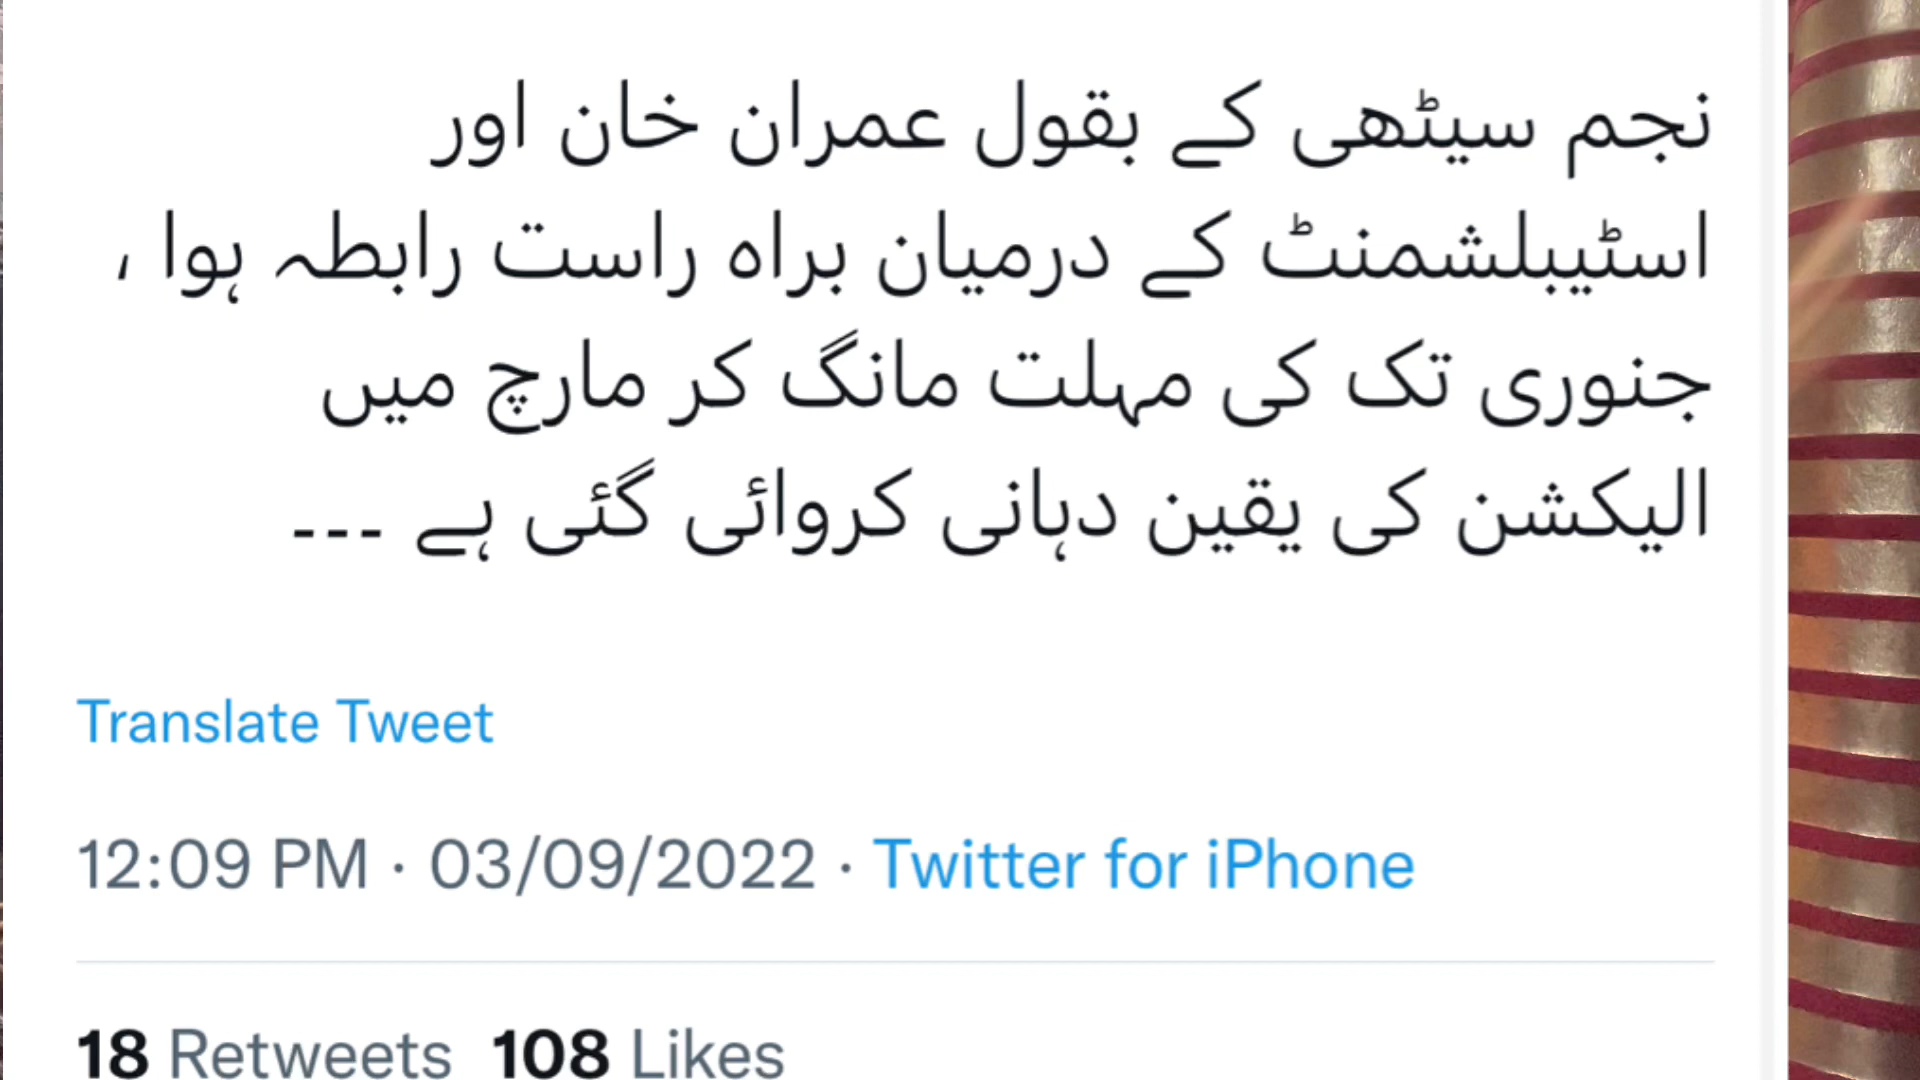 نجم سیٹھی کے بقول عمران خان اور
اسٹیبلشمنٹ کے درمیان براہ راست رابطہ ہوا ،
جنوری تک کی مہلت مانگ کر مارچ میں
الیکشن کی یقین دہانی کروائی گئی ہے ---
Translate Tweet
12:09 PM · 03/09/2022 · Twitter for iPhone
18 Retweets 108 Likes